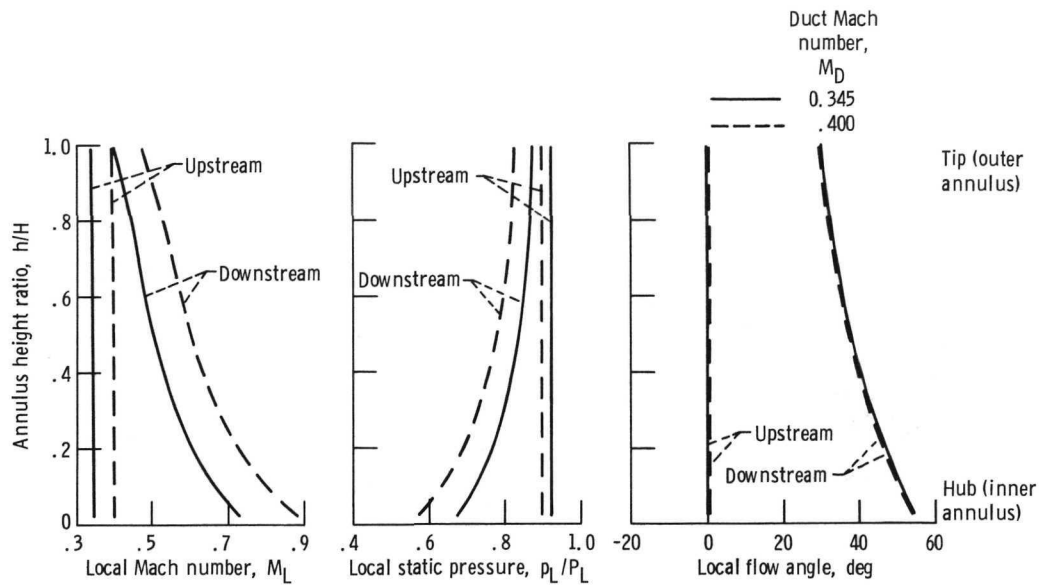 Duct Mach
number,
M_D
0.345
.400
1.0
.8
.6
.4
.2
0
Annulus height ratio, h/H
Upstream
Downstream
.3 .5 .7 .9
Local Mach number, M_L
Upstream
Downstream
.4 .6 .8 1.0
Local static pressure, p_L/P_L
Upstream
Downstream
-20 0 20 40 60
Local flow angle, deg
Tip (outer
annulus)
Hub (inner
annulus)